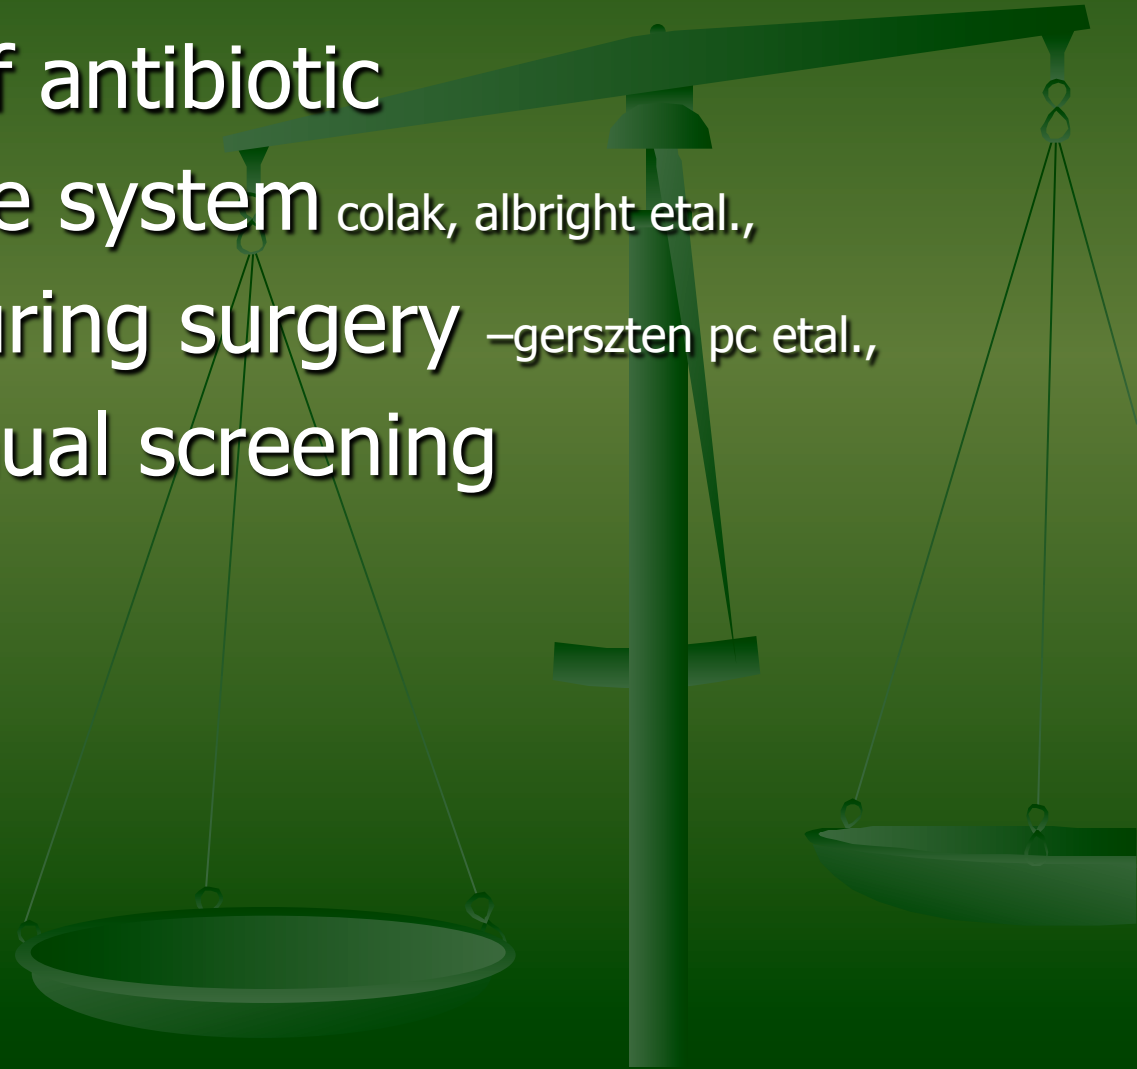 f antibiotic
e system colak, albright etal.,
uring surgery –gerszten pc etal.,
ual screening